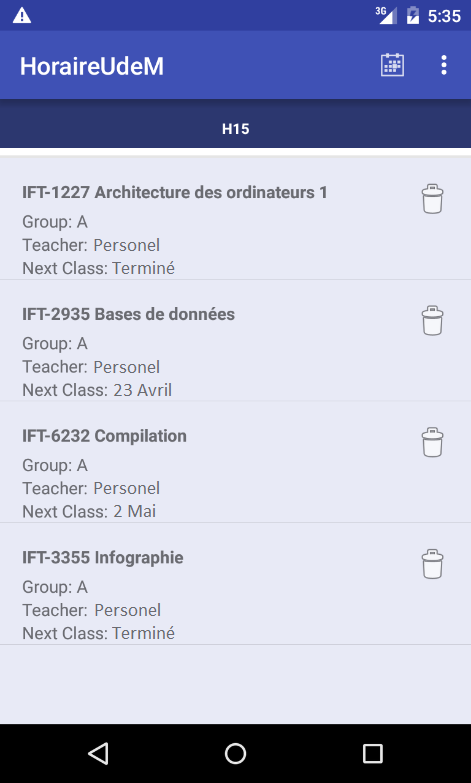 3G 5:35
HoraireUdeM
H15
IFT-1227 Architecture des ordinateurs 1
Group: A
Teacher: Personel
Next Class: Terminé
IFT-2935 Bases de données
Group: A
Teacher: Personel
Next Class: 23 Avril
IFT-6232 Compilation
Group: A
Teacher: Personel
Next Class: 2 Mai
IFT-3355 Infographie
Group: A
Teacher: Personel
Next Class: Terminé